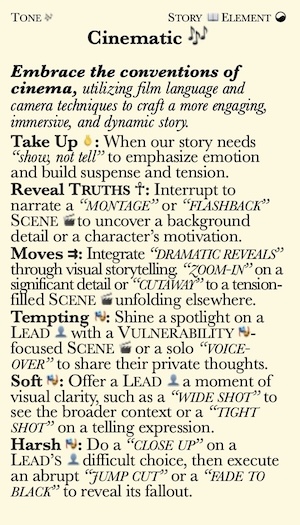 TONE 🎶 STORY 📖 ELEMENT ☯
Cinematic 🎶
Embrace the conventions of
cinema, utilizing film language and
camera techniques to craft a more engaging,
immersive, and dynamic story.
Take Up 🔥: When our story needs
“show, not tell” to emphasize emotion
and build suspense and tension.
Reveal TRUTHS ☥: Interrupt to
narrate a “MONTAGE” or “FLASHBACK”
SCENE 🎬 to uncover a background
detail or a character’s motivation.
Moves ⇉: Integrate “DRAMATIC REVEALS”
through visual storytelling. “ZOOM-IN” on a
significant detail or “CUTAWAY” to a tension-
filled SCENE 🎬 unfolding elsewhere.
Tempting 🎭: Shine a spotlight on a
LEAD 👤 with a VULNERABILITY 🎭-
focused SCENE 🎬 or a solo “VOICE-
OVER” to share their private thoughts.
Soft 🎭: Offer a LEAD 👤 a moment of
visual clarity, such as a “WIDE SHOT” to
see the broader context or a “TIGHT
SHOT” on a telling expression.
Harsh 🎭: Do a “CLOSE UP” on a
LEAD’S 👤 difficult choice, then execute
an abrupt “JUMP CUT” or a “FADE TO
BLACK” to reveal its fallout.